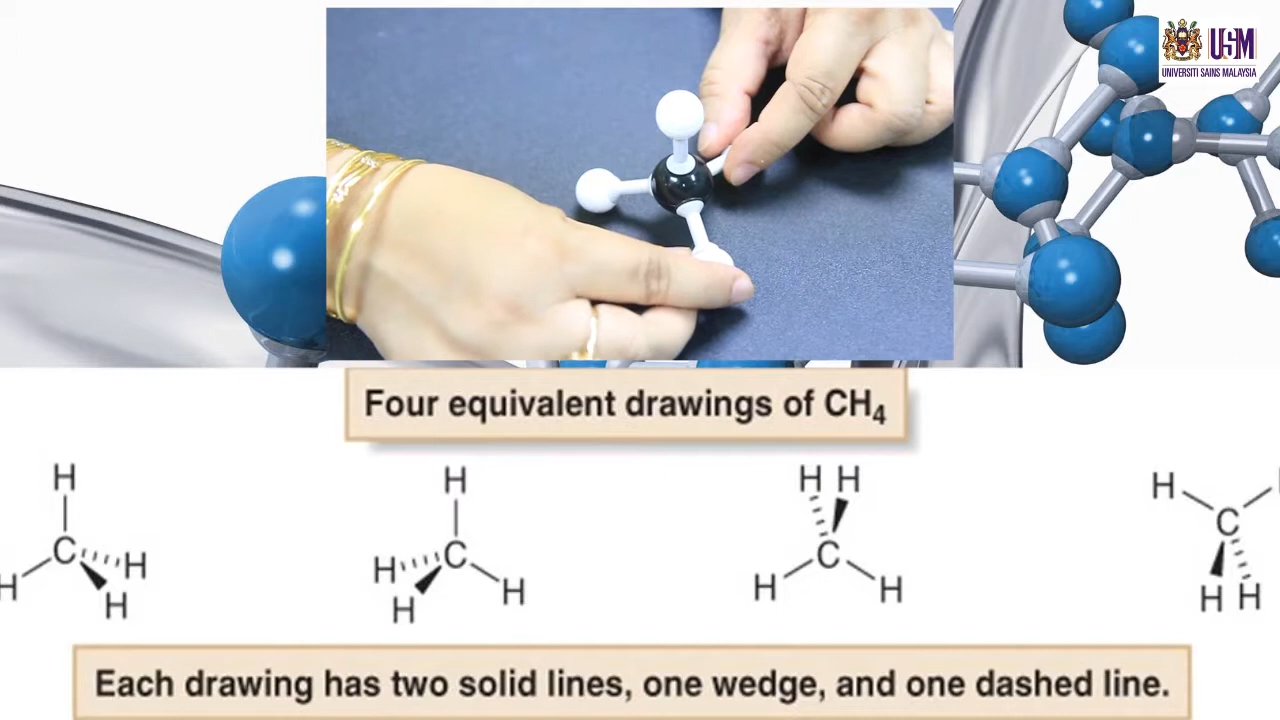 USM
UNIVERSITI SAINS MALAYSIA
Four equivalent drawings of CH₄
H H H H
C H
H H
H
C H
H H
H
C
H H
H
C
H H
Each drawing has two solid lines, one wedge, and one dashed line.